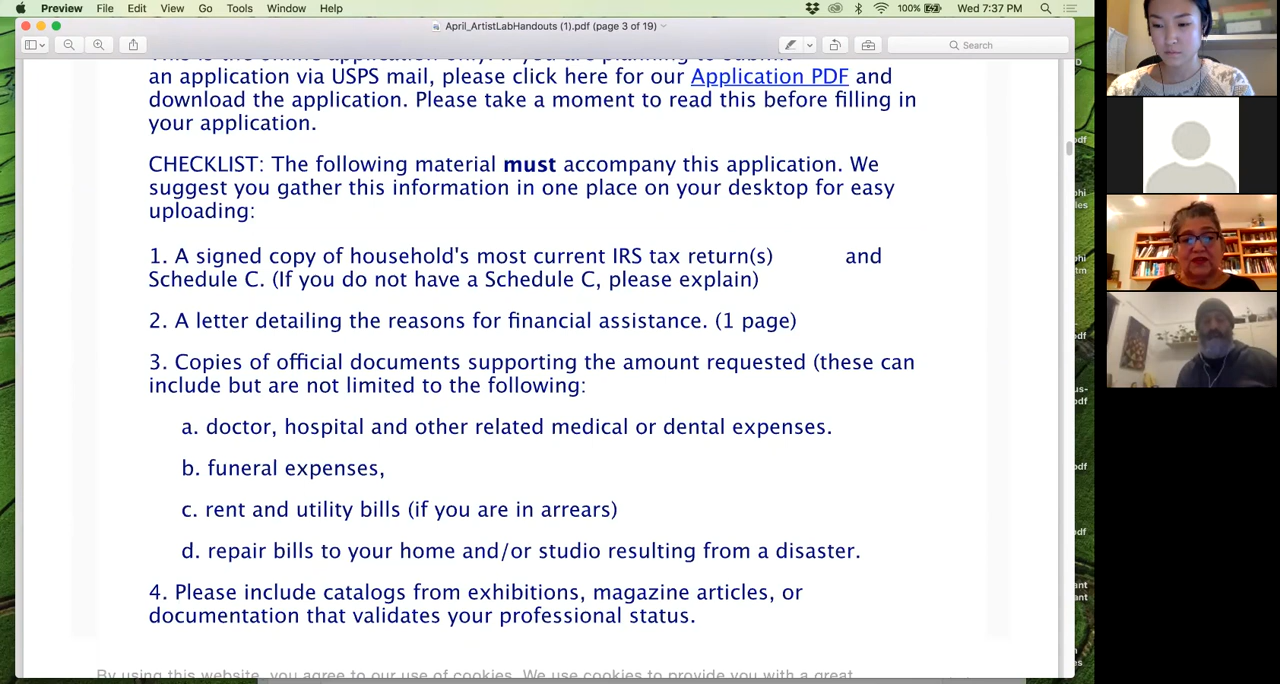 Preview File Edit View Go Tools Window Help 100% Wed 7:37 PM
April_ArtistLabHandouts (1).pdf (page 3 of 19)
Search
an application via USPS mail, please click here for our Application PDF and
download the application. Please take a moment to read this before filling in
your application.
CHECKLIST: The following material must accompany this application. We
suggest you gather this information in one place on your desktop for easy
uploading:
1. A signed copy of household's most current IRS tax return(s) and
Schedule C. (If you do not have a Schedule C, please explain)
2. A letter detailing the reasons for financial assistance. (1 page)
3. Copies of official documents supporting the amount requested (these can
include but are not limited to the following:
a. doctor, hospital and other related medical or dental expenses.
b. funeral expenses,
c. rent and utility bills (if you are in arrears)
d. repair bills to your home and/or studio resulting from a disaster.
4. Please include catalogs from exhibitions, magazine articles, or
documentation that validates your professional status.
By using this website, you agree to our use of cookies. We use cookies to provide you with a great